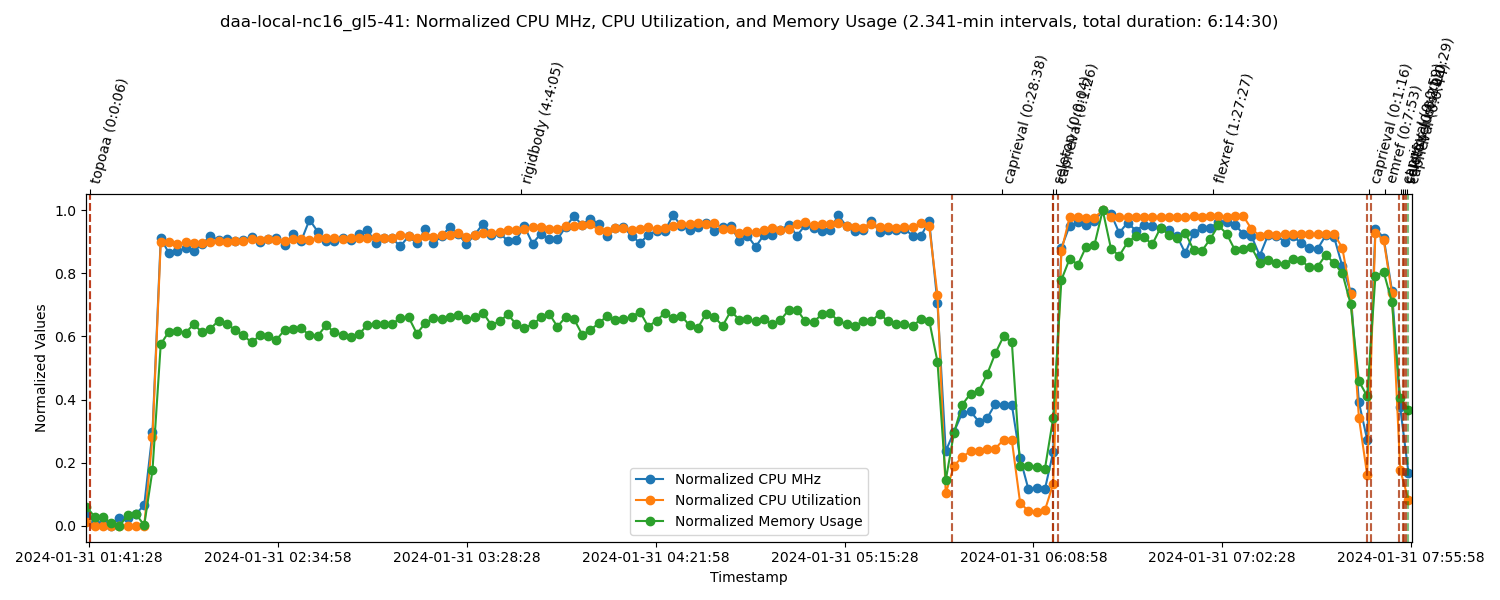 daa-local-nc16_gl5-41: Normalized CPU MHz, CPU Utilization, and Memory Usage (2.341-min intervals, total duration: 6:14:30)
topoaa (0:0:06)
rigidbody (4:4:05)
caprieval (0:28:38)
caprieval (0:1:26)
flexref (1:27:27)
caprieval (0:1:16)
emref (0:7:53)
Normalized Values
1.0
0.8
0.6
0.4
0.2
0.0
Normalized CPU MHz
Normalized CPU Utilization
Normalized Memory Usage
2024-01-31 01:41:28
2024-01-31 02:34:58
2024-01-31 03:28:28
2024-01-31 04:21:58
2024-01-31 05:15:28
2024-01-31 06:08:58
2024-01-31 07:02:28
2024-01-31 07:55:58
Timestamp